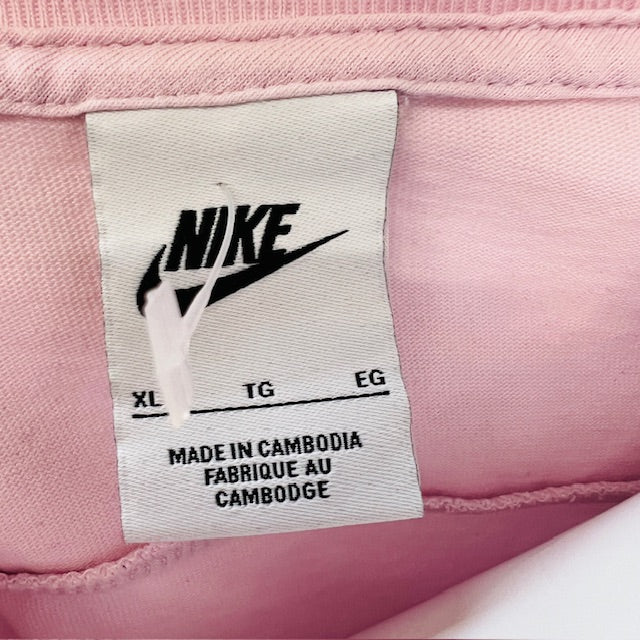 NIKE
XL TG EG
MADE IN CAMBODIA
FABRIQUE AU
CAMBODGE